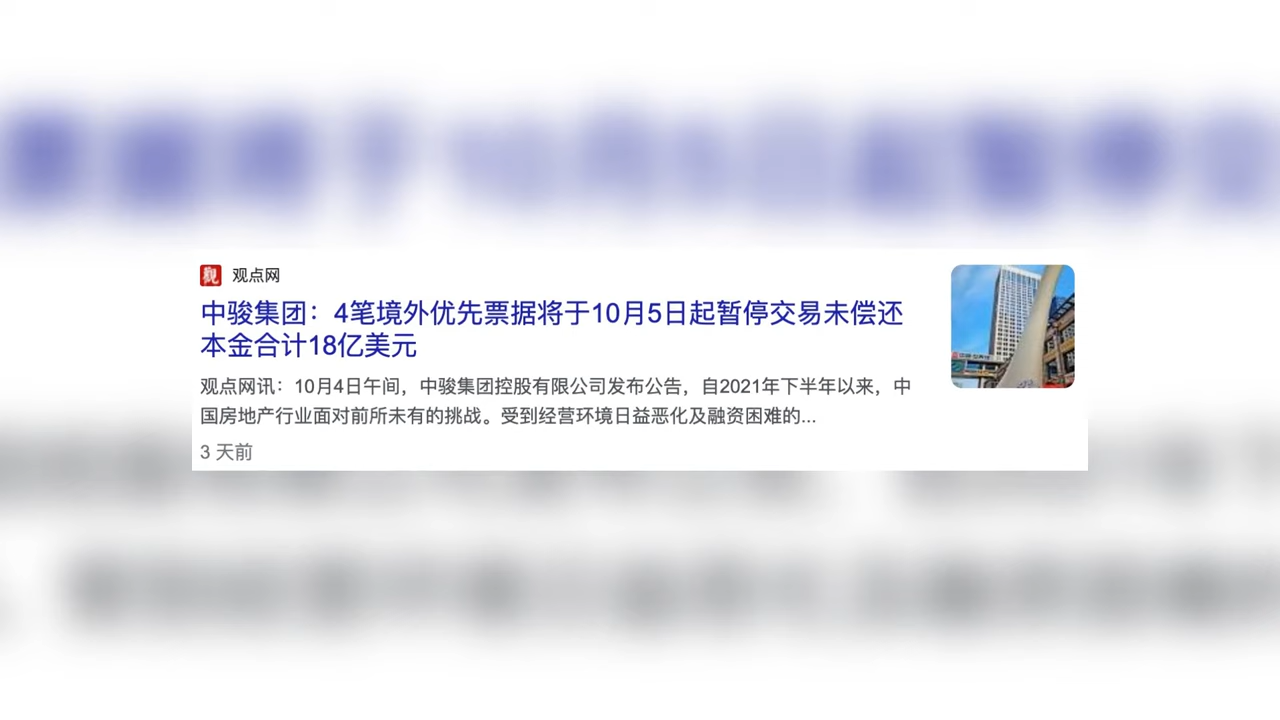 观点网
中骏集团：4笔境外优先票据将于10月5日起暂停交易未偿还
本金合计18亿美元
观点网讯：10月4日午间，中骏集团控股有限公司发布公告，自2021年下半年以来，中
国房地产行业面对前所未有的挑战。受到经营环境日益恶化及融资困难的...
3 天前